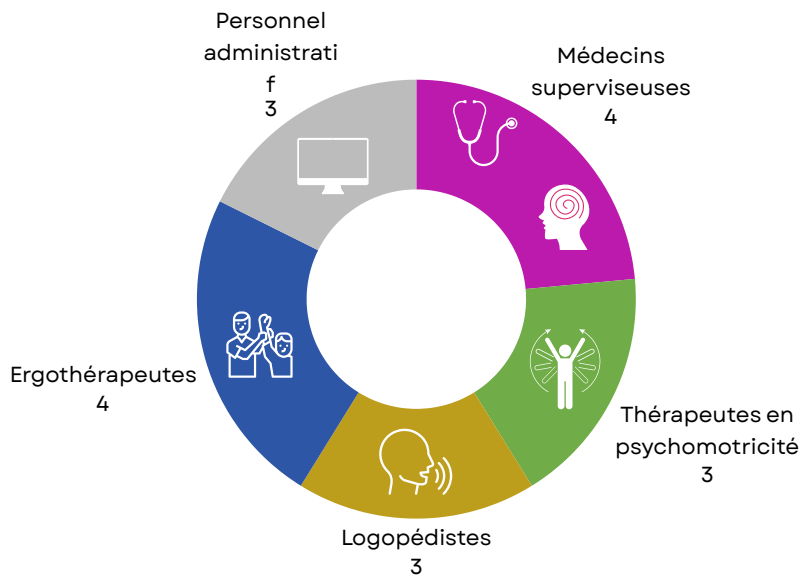 Personnel
administrati
f
3
Médecins
superviseuses
4
Ergothérapeutes
4
Thérapeutes en
psychomotricité
3
Logopédistes
3